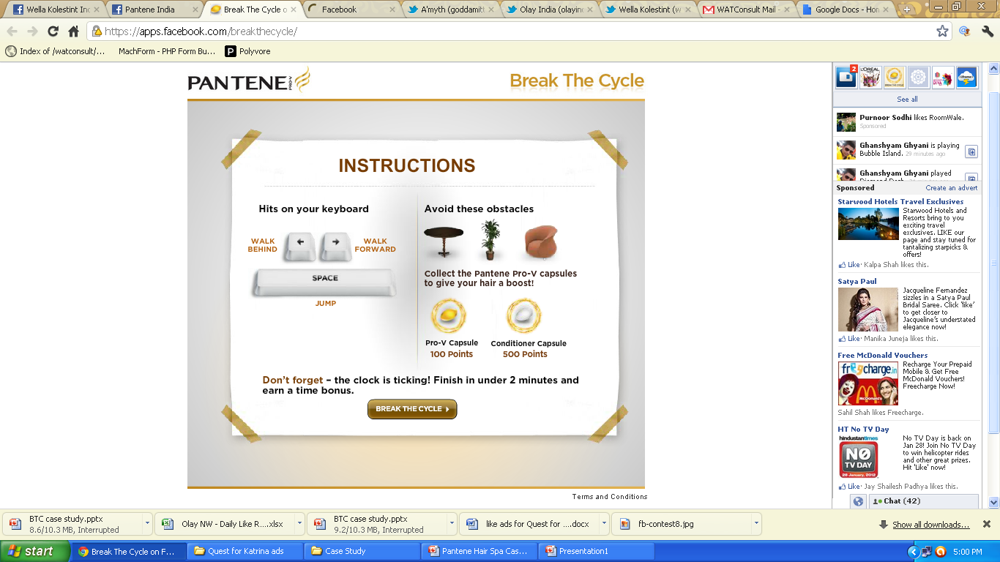 Wella Kolestint In
Pantene India
Break The Cycle o
Facebook
A'myth (goddamit
Olay India (olayin
Wella Kolestint (w
WATConsult Mail -
Google Docs - Hom
https://apps.facebook.com/breakthecycle/
Index of /watconsult/...
MachForm - PHP Form Bu...
Polyvore
PANTENE PRO-V
Break The Cycle
INSTRUCTIONS
Hits on your keyboard
WALK
BEHIND
WALK
FORWARD
SPACE
JUMP
Avoid these obstacles
Collect the Pantene Pro-V capsules
to give your hair a boost!
Pro-V Capsule
100 Points
Conditioner Capsule
500 Points
Don't forget – the clock is ticking! Finish in under 2 minutes and
earn a time bonus.
BREAK THE CYCLE
Terms and Conditions
2
L'OREAL
See all
Purnoor Sodhi likes RoomWale.
Sponsored
Ghanshyam Ghyani is playing
Bubble Island. 29 minutes ago
Ghanshyam Ghyani played
Sponsored
Create an advert
Starwood Hotels Travel Exclusives
Starwood Hotels and
Resorts bring to you
exciting travel
exclusives. LIKE our
page and stay tuned for
tantalizing starpicks &
offers!
Like · Kalpa Shah likes this.
Satya Paul
Jacqueline Fernandez
sizzles in a Satya Paul
Bridal Saree. Click 'like'
to get closer to
Jacqueline's understated
elegance now!
Like · Manika Juneja likes this.
Free McDonald Vouchers
freecharge.in
Recharge Your Prepaid
Mobile & Get Free
McDonald Vouchers!
Freecharge Now!
Sahil Shah likes Freecharge.
HT No TV Day
hindustantimes
NO
TV DAY
28 January, 2012
No TV Day is back on
Jan 28! Join No TV Day
to win helicopter rides
and other great prizes.
Hit 'Like' now!
Like · Jay Shailesh Padhya likes this.
Chat (42)
BTC case study.pptx
8.6/10.3 MB, Interrupted
Olay NW - Daily Like R....xlsx
BTC case study.pptx
9.2/10.3 MB, Interrupted
like ads for Quest for ....docx
fb-contest8.jpg
Show all downloads...
start
Break The Cycle on F...
Quest for Katrina ads
Case Study
Pantene Hair Spa Cas...
Presentation1
5:00 PM